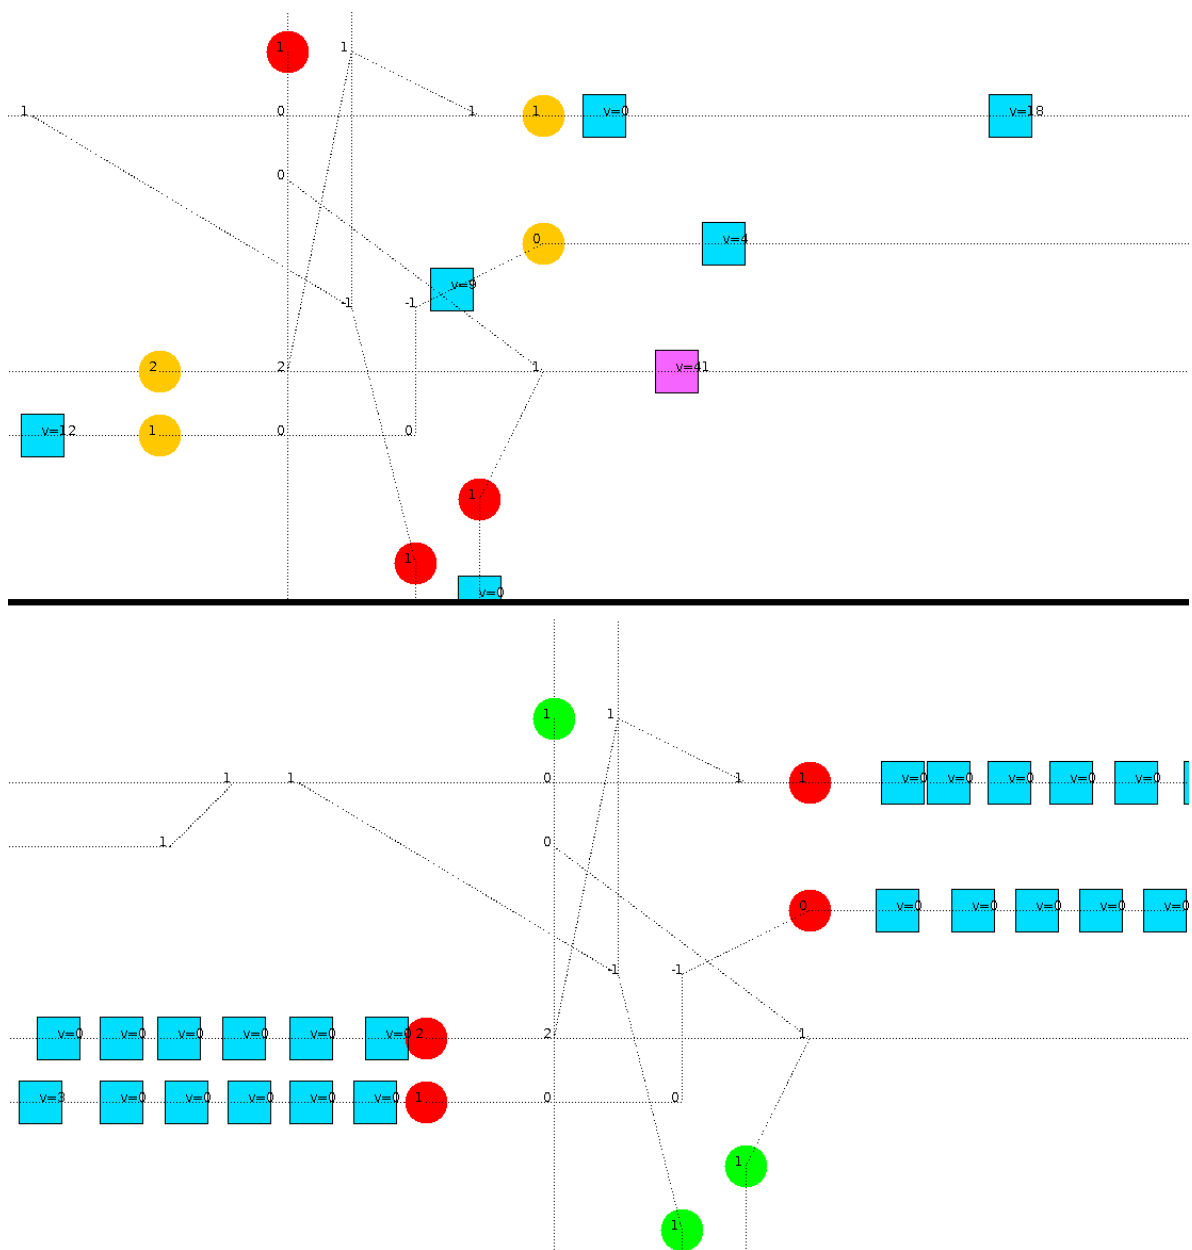 1 1
1 0 1 1 v=0 v=18
0
0 v=4
v=9
-1 -1
2 2 1 v=41
v=12 1 0 0
1
1
v=0
1 1
1 1 0 1 1 v=0 v=0 v=0 v=0 v=0
1 0
0 v=0 v=0 v=0 v=0 v=0
-1 -1
v=0 v=0 v=0 v=0 v=0 v=0 2 2 1
v=3 v=0 v=0 v=0 v=0 v=0 1 0 0
1
1